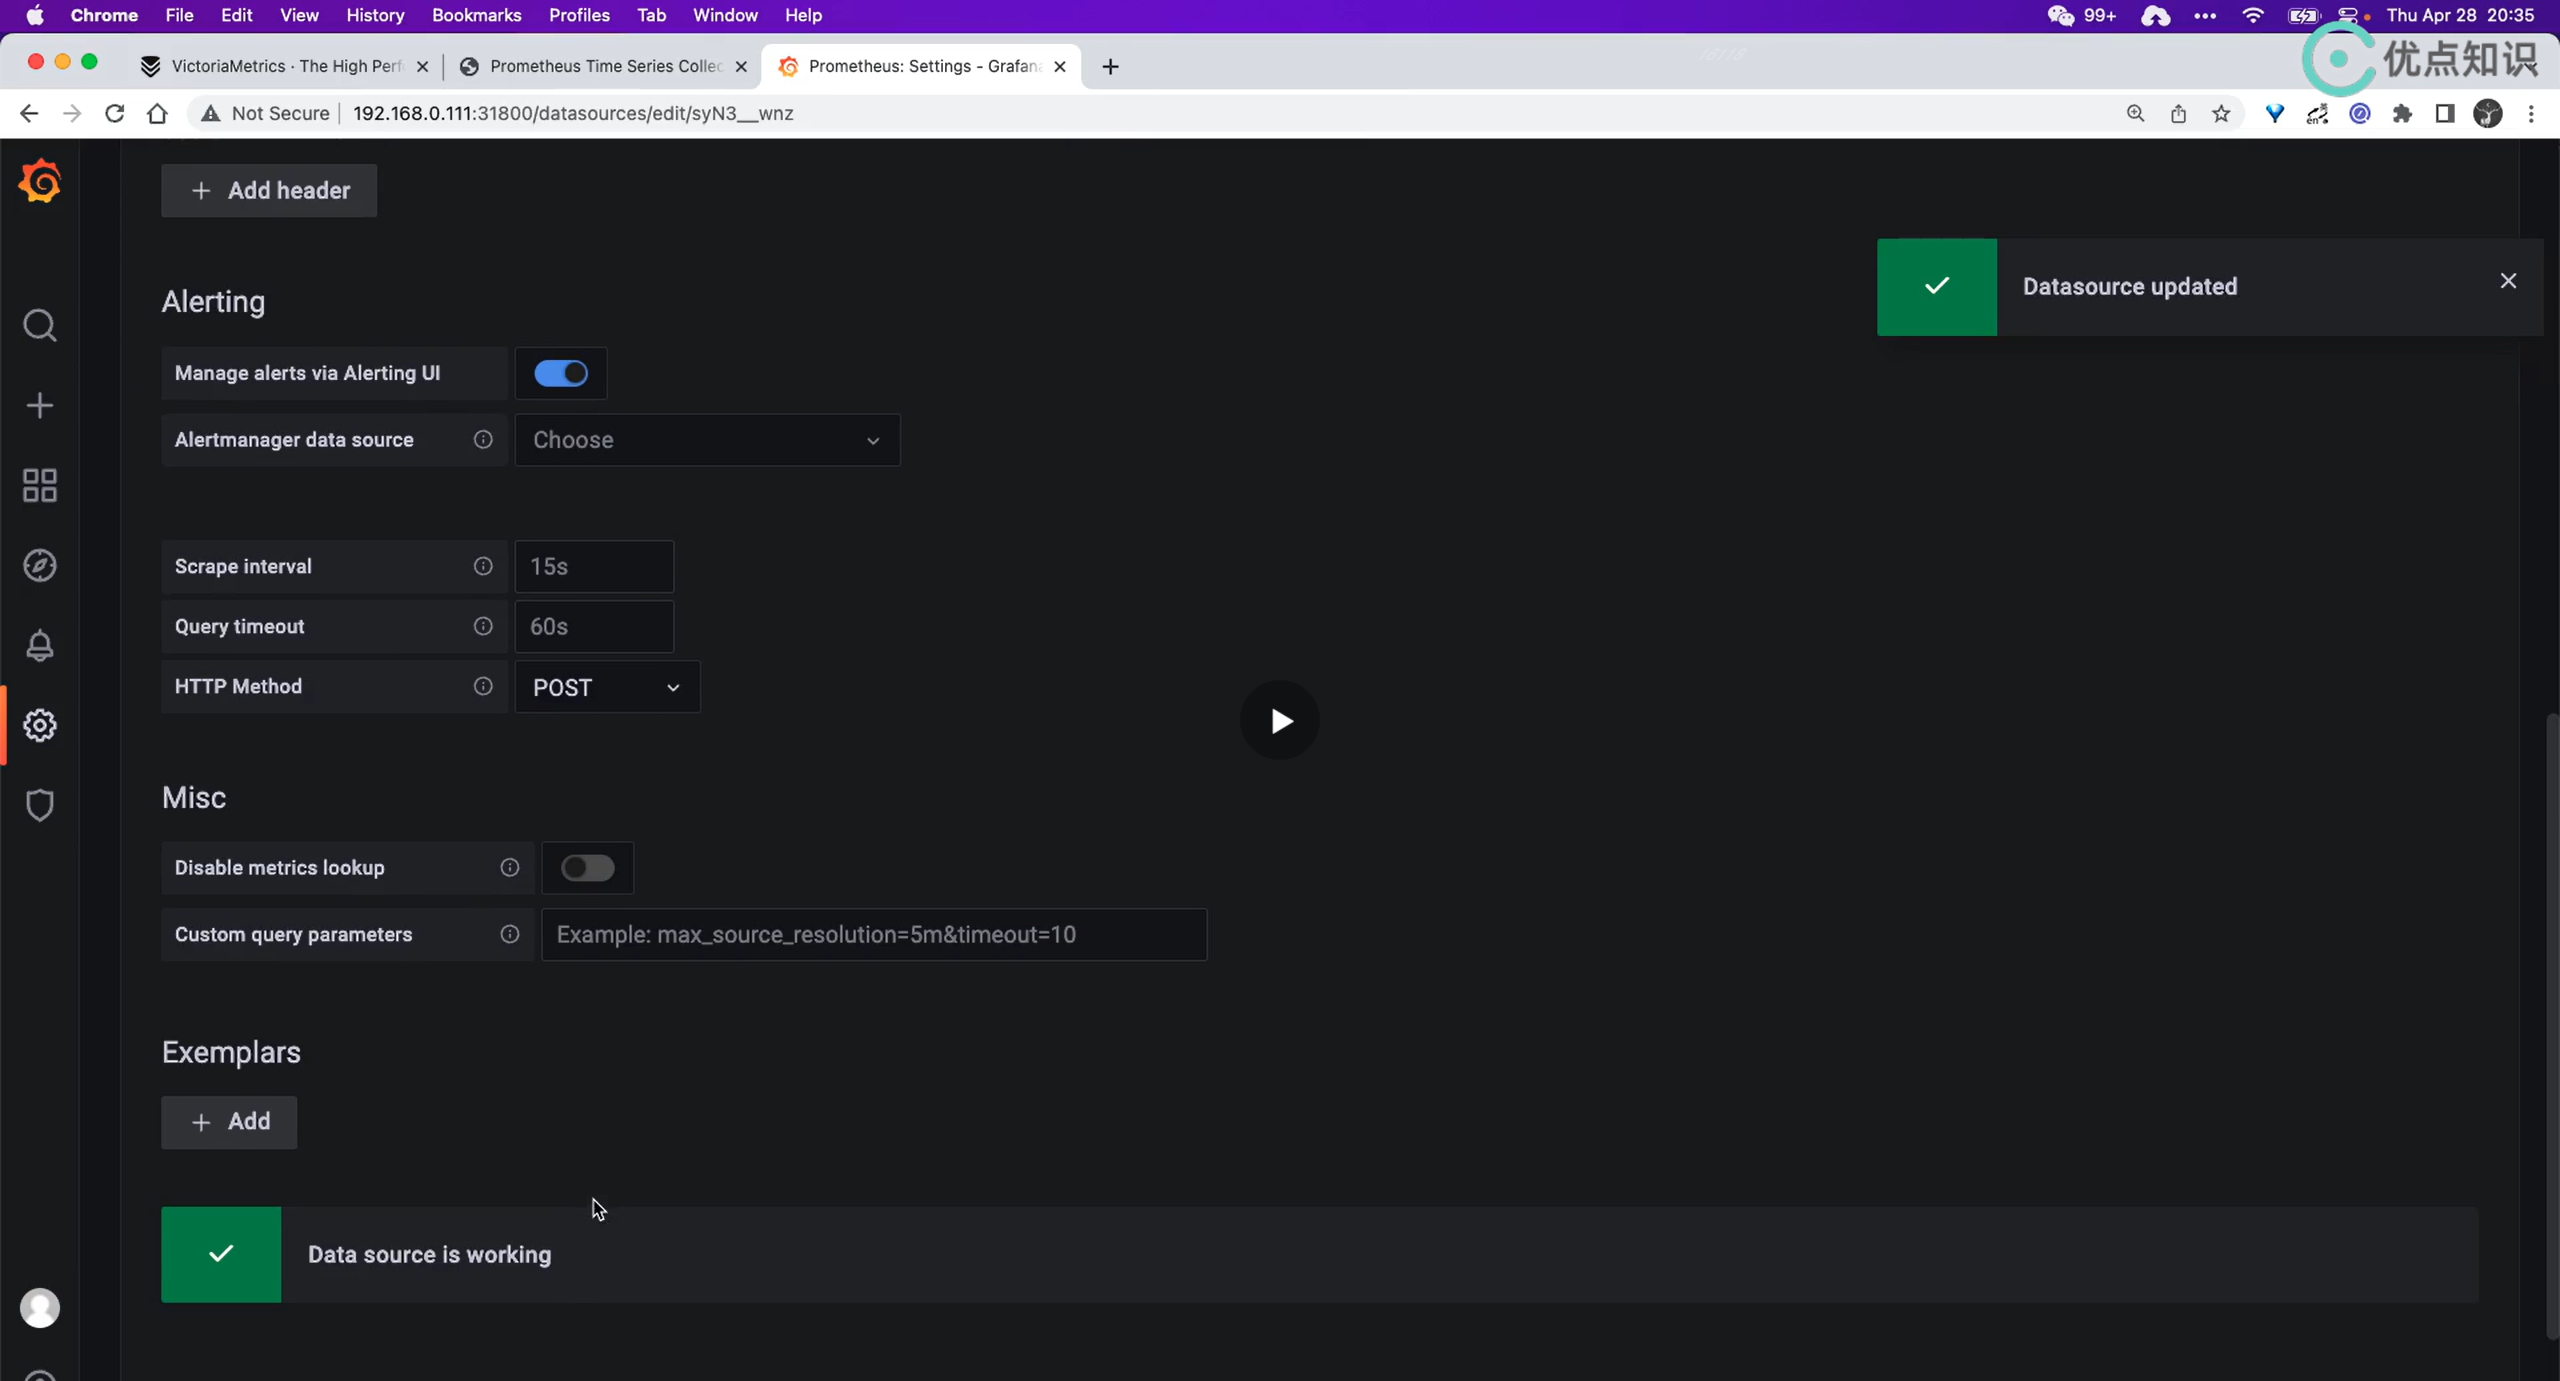 Chrome File Edit View History Bookmarks Profiles Tab Window Help 99+ Thu Apr 28 20:35
VictoriaMetrics · The High Perf Prometheus Time Series Collec Prometheus: Settings - Grafana
优点知识
Not Secure 192.168.0.111:31800/datasources/edit/syN3__wnz
Add header
Datasource updated
Alerting
Manage alerts via Alerting UI
Alertmanager data source Choose
Scrape interval 15s
Query timeout 60s
HTTP Method POST
Misc
Disable metrics lookup
Custom query parameters Example: max_source_resolution=5m&timeout=10
Exemplars
Add
Data source is working